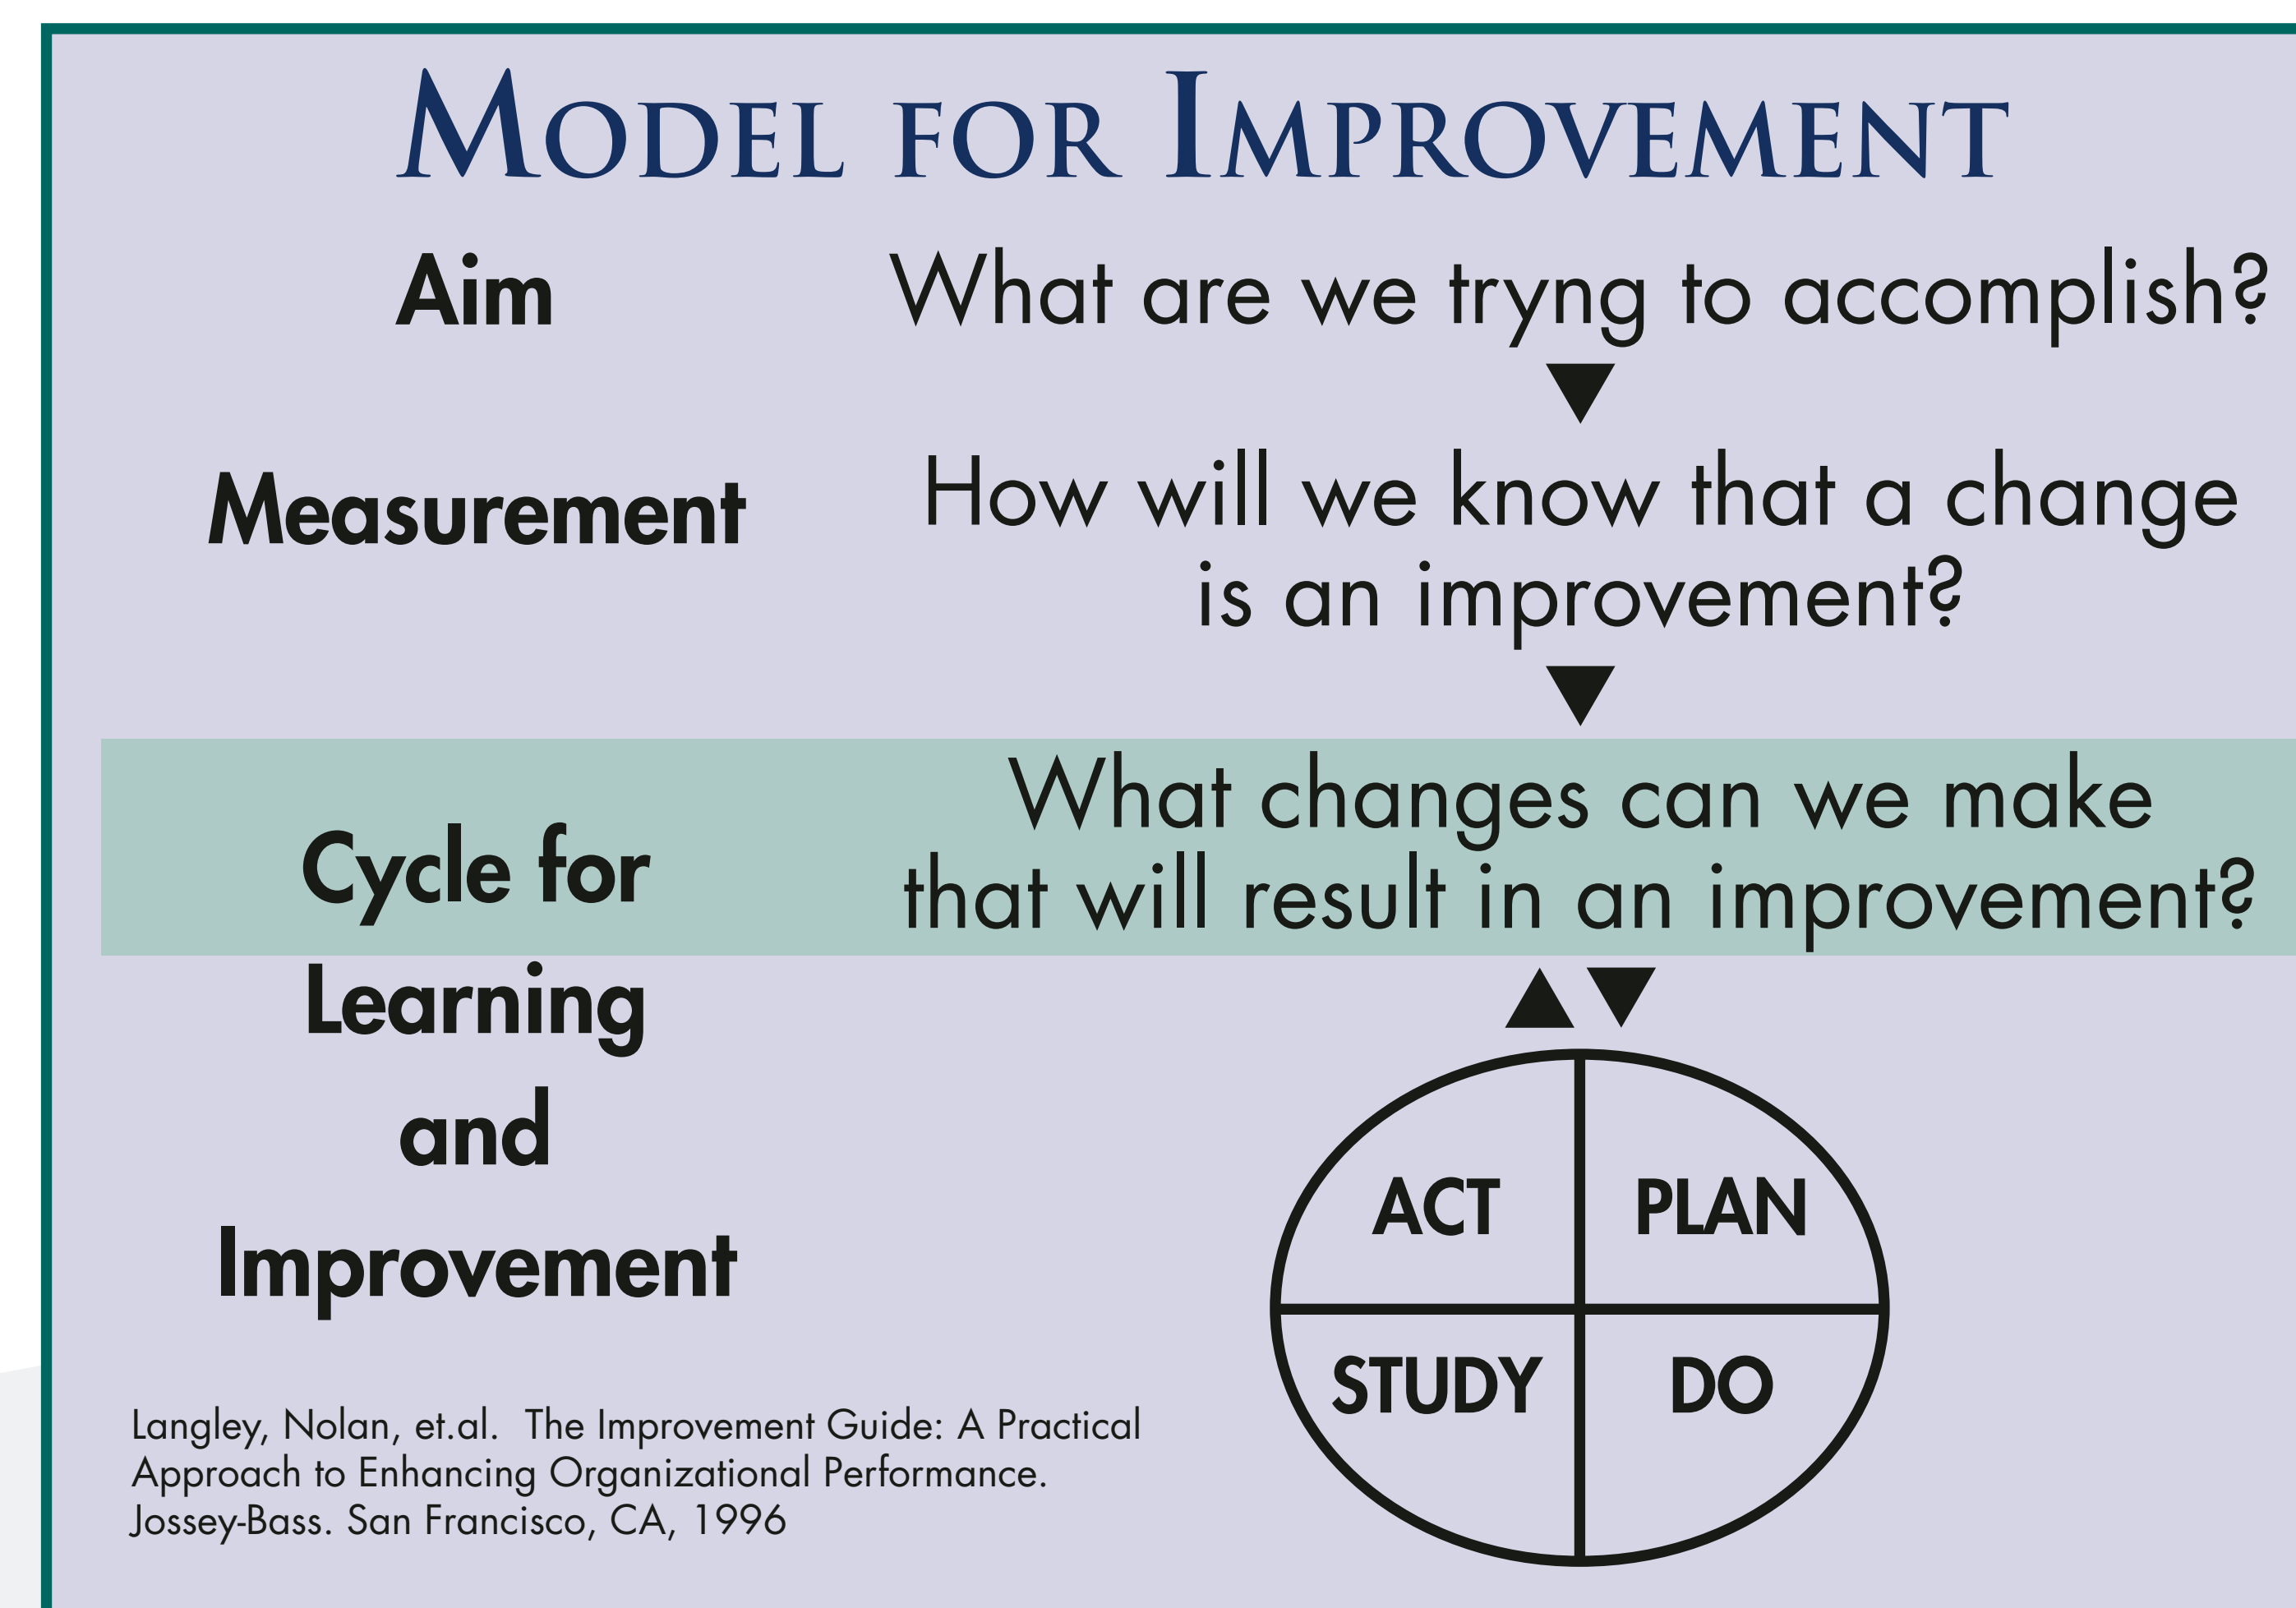 MODEL FOR IMPROVEMENT
Aim
What are we tryng to accomplish?
Measurement
How will we know that a change
is an improvement?
What changes can we make
that will result in an improvement?
Cycle for
Learning
and
Improvement
ACT
PLAN
STUDY
DO
Langley, Nolan, et.al. The Improvement Guide: A Practical
Approach to Enhancing Organizational Performance.
Jossey-Bass. San Francisco, CA, 1996